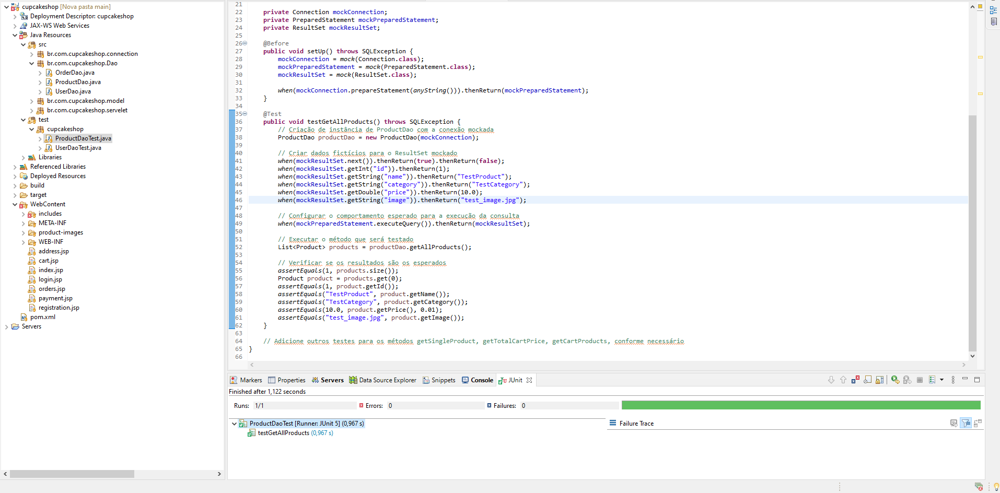 cupcakeshop [Nova pasta main]
Deployment Descriptor: cupcakeshop
JAX-WS Web Services
Java Resources
src
br.com.cupcakeshop.connection
br.com.cupcakeshop.Dao
OrderDao.java
ProductDao.java
UserDao.java
br.com.cupcakeshop.model
br.com.cupcakeshop.servelet
test
cupcakeshop
ProductDaoTest.java
UserDaoTest.java
Libraries
Referenced Libraries
Deployed Resources
build
target
WebContent
includes
META-INF
product-images
WEB-INF
address.jsp
cart.jsp
index.jsp
login.jsp
orders.jsp
payment.jsp
registration.jsp
pom.xml
Servers
21
22 private Connection mockConnection;
23 private PreparedStatement mockPreparedStatement;
24 private ResultSet mockResultSet;
25
26 @Before
27 public void setUp() throws SQLException {
28 mockConnection = mock(Connection.class);
29 mockPreparedStatement = mock(PreparedStatement.class);
30 mockResultSet = mock(ResultSet.class);
31
32 when(mockConnection.prepareStatement(anyString())).thenReturn(mockPreparedStatement);
33 }
34
35 @Test
36 public void testGetAllProducts() throws SQLException {
37 // Criação de instância de ProductDao com a conexão mockada
38 ProductDao productDao = new ProductDao(mockConnection);
39
40 // Criar dados fictícios para o ResultSet mockado
41 when(mockResultSet.next()).thenReturn(true).thenReturn(false);
42 when(mockResultSet.getInt("id")).thenReturn(1);
43 when(mockResultSet.getString("name")).thenReturn("TestProduct");
44 when(mockResultSet.getString("category")).thenReturn("TestCategory");
45 when(mockResultSet.getDouble("price")).thenReturn(10.0);
46 when(mockResultSet.getString("image")).thenReturn("test_image.jpg");
47
48 // Configurar o comportamento esperado para a execução da consulta
49 when(mockPreparedStatement.executeQuery()).thenReturn(mockResultSet);
50
51 // Executar o método que será testado
52 List<Product> products = productDao.getAllProducts();
53
54 // Verificar se os resultados são os esperados
55 assertEquals(1, products.size());
56 Product product = products.get(0);
57 assertEquals(1, product.getId());
58 assertEquals("TestProduct", product.getName());
59 assertEquals("TestCategory", product.getCategory());
60 assertEquals(10.0, product.getPrice(), 0.01);
61 assertEquals("test_image.jpg", product.getImage());
62 }
63
64 // Adicione outros testes para os métodos getSingleProduct, getTotalCartPrice, getCartProducts, conforme necessário
65 }
66
Markers Properties Servers Data Source Explorer Snippets Console JUnit
Finished after 1,122 seconds
Runs: 1/1 Errors: 0 Failures: 0
ProductDaoTest [Runner: JUnit 5] (0,967 s) Failure Trace
testGetAllProducts (0,967 s)